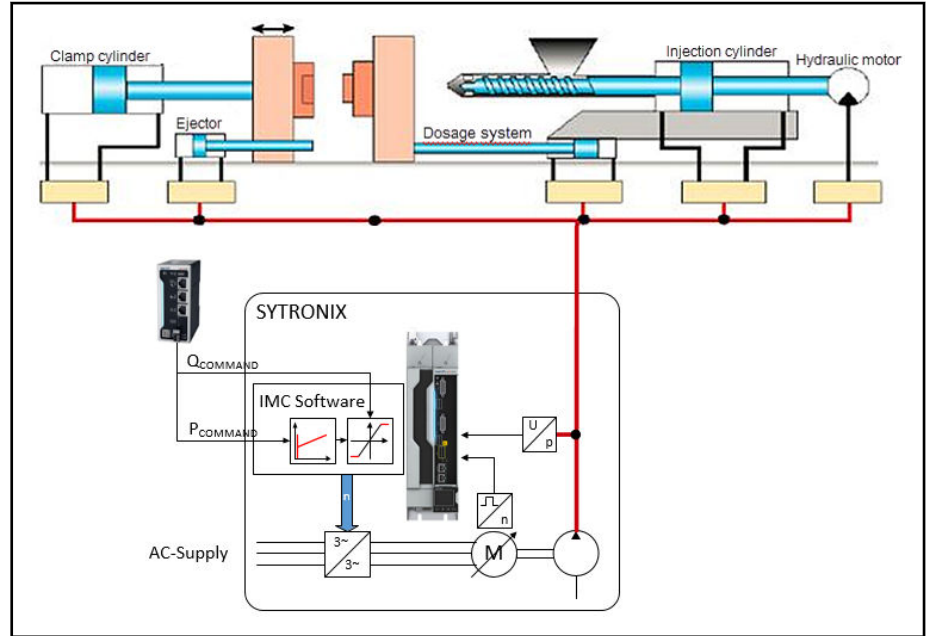 Clamp cylinder
Injection cylinder
Hydraulic motor
Ejector
Dosage system
SYTRONIX
QCOMMAND
IMC Software
PCOMMAND
U
p
n
n
AC-Supply
3~
3~
M